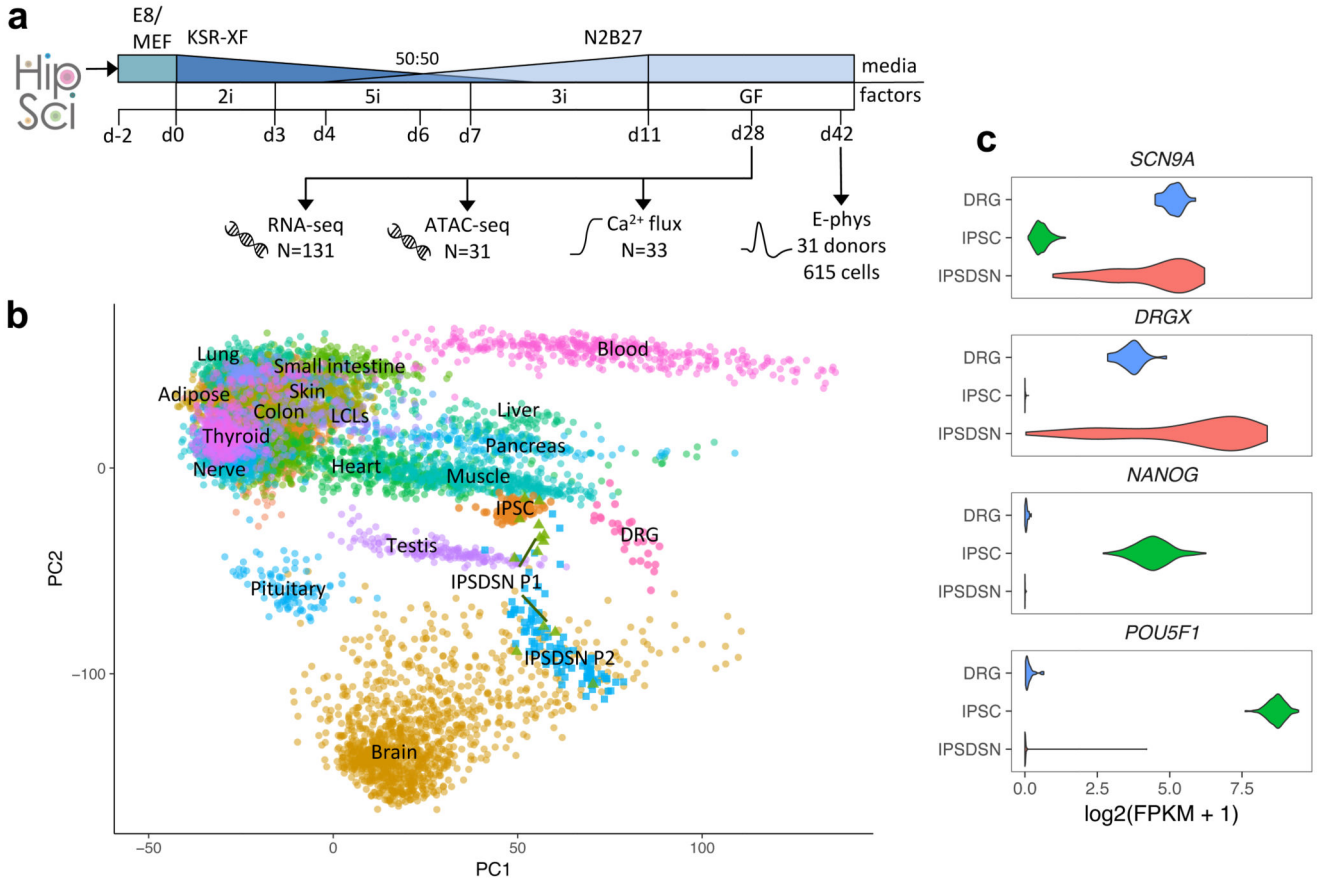 a
E8/
MEF
KSR-XF
50:50
N2B27
media
Hip
Sci
2i
5i
3i
GF
factors
d-2
d0
d3
d4
d6
d7
d11
d28
d42
RNA-seq
N=131
ATAC-seq
N=31
Ca²⁺ flux
N=33
E-phys
31 donors
615 cells
b
Lung
Small intestine
Blood
Adipose
Skin
Colon
LCLs
Liver
Thyroid
Pancreas
Nerve
Heart
Muscle
IPSC
DRG
Testis
IPSDSN P1
Pituitary
IPSDSN P2
Brain
0
−100
PC2
−50
0
50
100
PC1
c
SCN9A
DRG
IPSC
IPSDSN
DRGX
DRG
IPSC
IPSDSN
NANOG
DRG
IPSC
IPSDSN
POU5F1
DRG
IPSC
IPSDSN
0.0
2.5
5.0
7.5
log2(FPKM + 1)